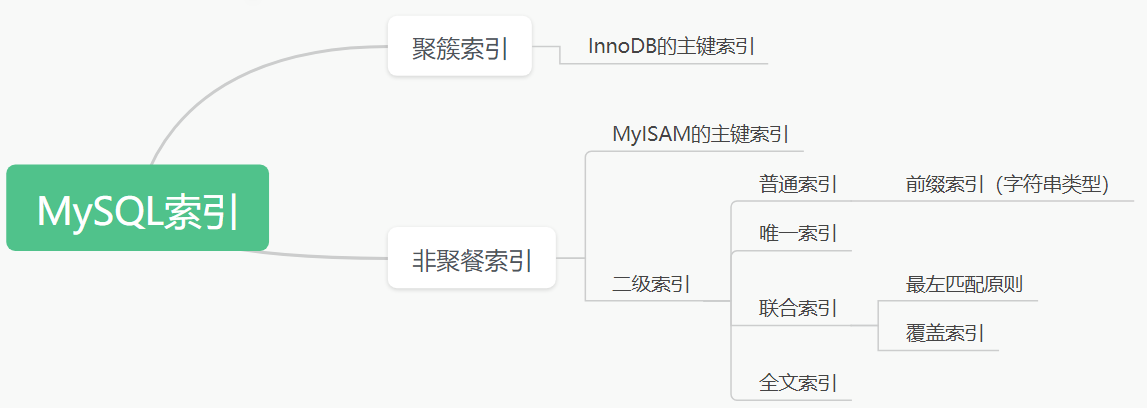 MySQL索引
聚簇索引
InnoDB的主键索引
非聚餐索引
MyISAM的主键索引
二级索引
普通索引
前缀索引（字符串类型）
唯一索引
联合索引
最左匹配原则
覆盖索引
全文索引